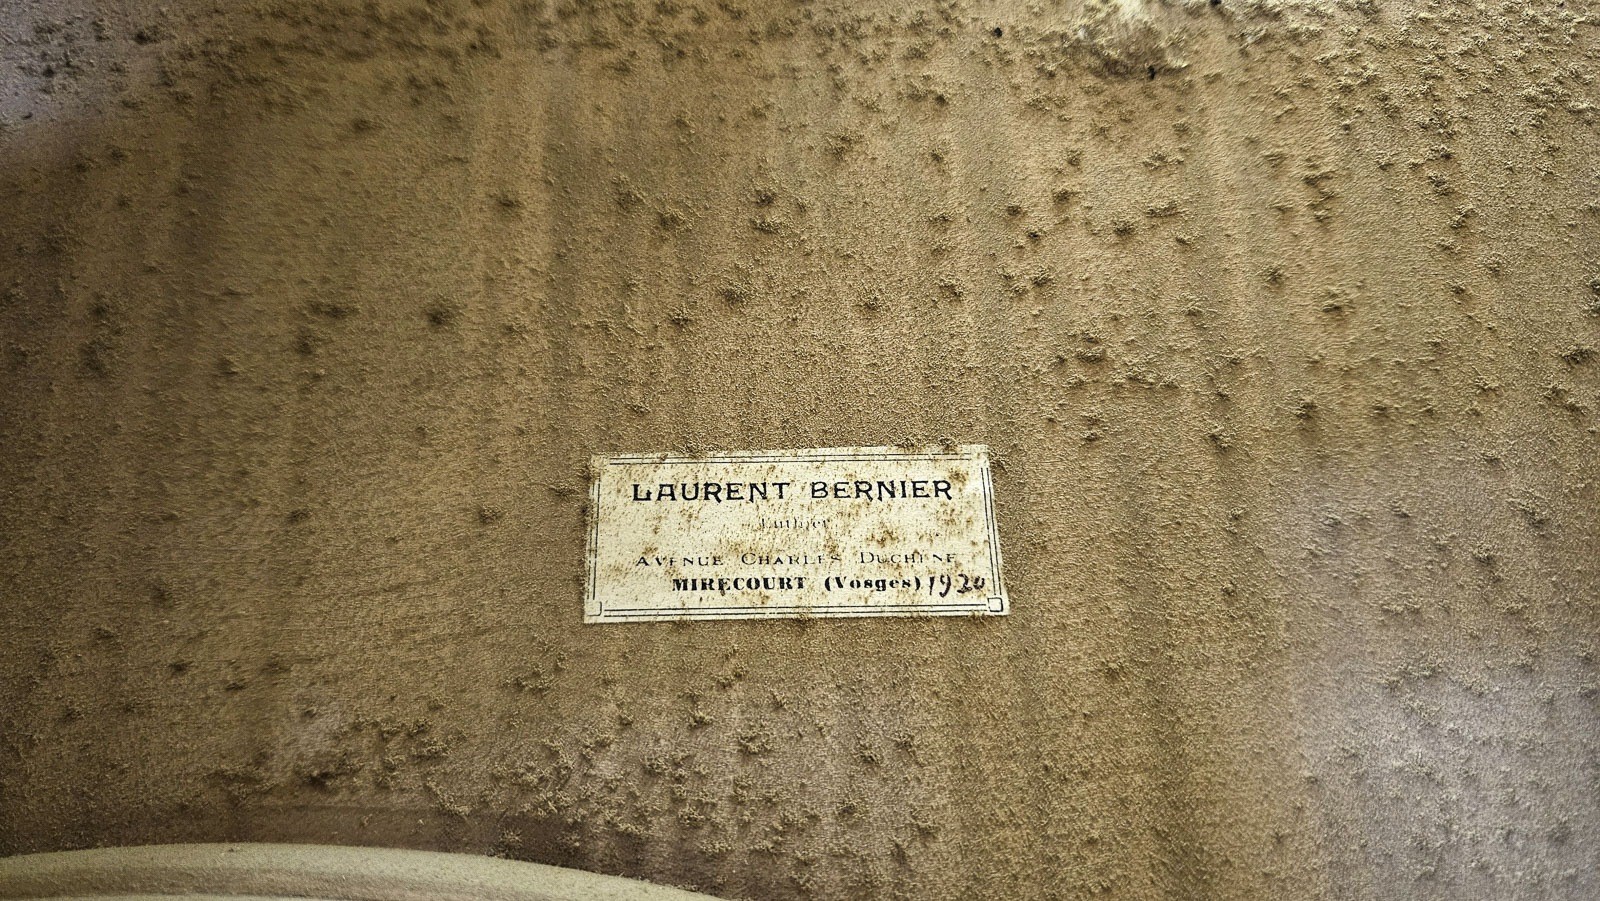 LAURENT BERNIER
Luthier
AVENUE CHARLES DUCHENE
MIRECOURT (Vosges) 1920